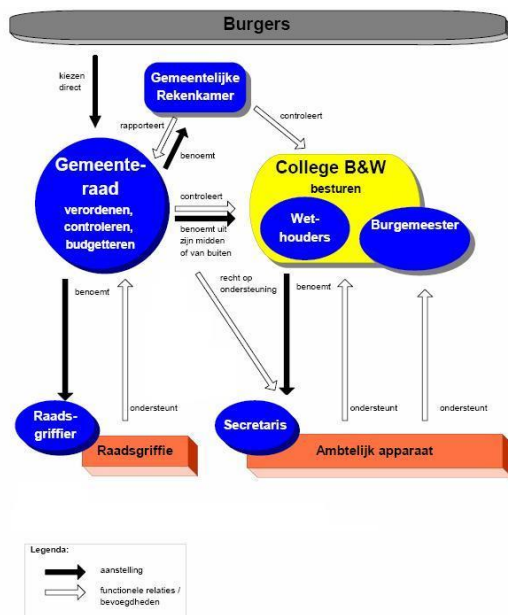 Burgers
kiezen
direct
Gemeentelijke
Rekenkamer
rapporteert
controleert
benoemt
Gemeente-
raad
verordenen,
controleren,
budgetteren
controleert
benoemt uit
zijn midden
of van buiten
College B&W
besturen
Wet-
houders
Burgemeester
recht op
ondersteuning
benoemt
benoemt
ondersteunt
ondersteunt
ondersteunt
Raads-
griffier
Raadsgriffie
Secretaris
Ambtelijk apparaat
Legenda:
aanstelling
functionele relaties /
bevoegdheden